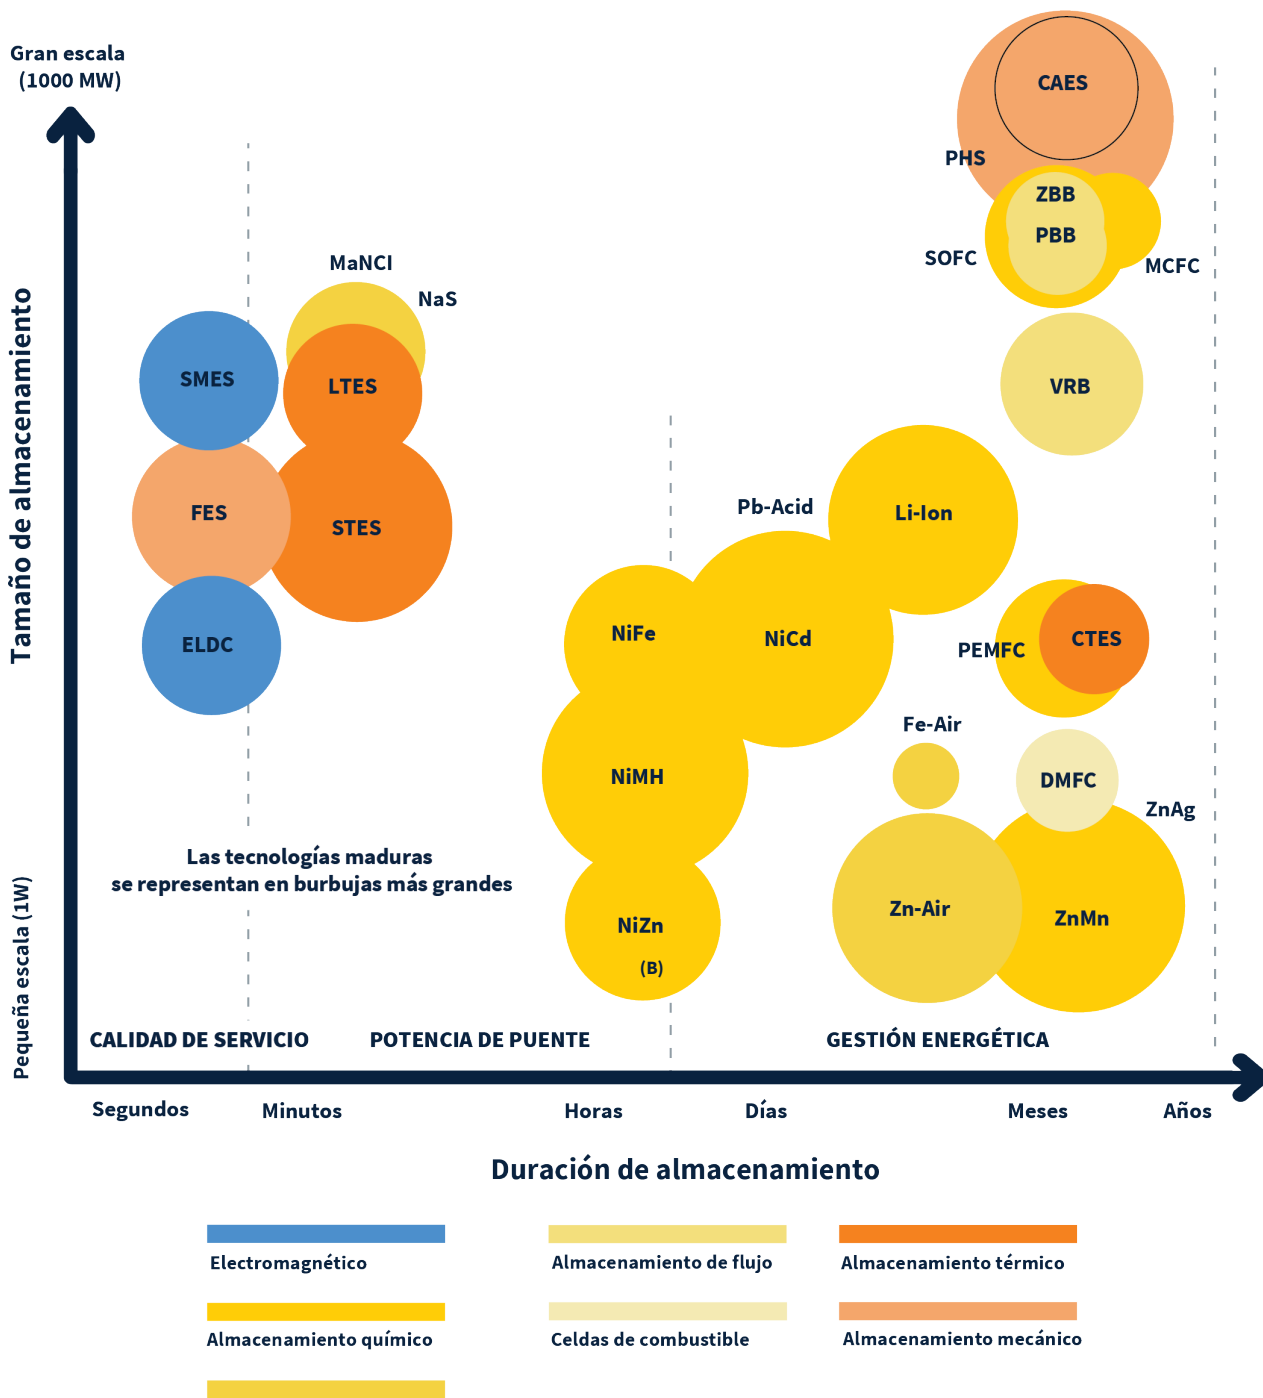 Gran escala
(1000 MW)
Tamaño de almacenamiento
Pequeña escala (1W)
CAES
PHS
ZBB
PBB
SOFC
MCFC
MaNCI
NaS
SMES
LTES
VRB
FES
STES
Pb-Acid
Li-Ion
ELDC
NiFe
NiCd
PEMFC
CTES
Fe-Air
NiMH
DMFC
ZnAg
Las tecnologías maduras
se representan en burbujas más grandes
Zn-Air
ZnMn
NiZn
(B)
CALIDAD DE SERVICIO
POTENCIA DE PUENTE
GESTIÓN ENERGÉTICA
Segundos
Minutos
Horas
Días
Meses
Años
Duración de almacenamiento
Electromagnético
Almacenamiento de flujo
Almacenamiento térmico
Almacenamiento químico
Celdas de combustible
Almacenamiento mecánico